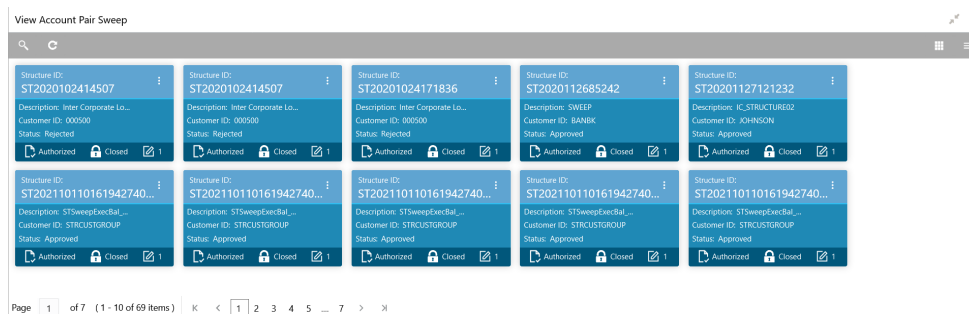 View Account Pair Sweep
Structure ID:
ST2020102414507
Description: Inter Corporate Lo...
Customer ID: 000500
Status: Rejected
Authorized Closed 1
Structure ID:
ST2020102414507
Description: Inter Corporate Lo...
Customer ID: 000500
Status: Rejected
Authorized Closed 1
Structure ID:
ST20201024171836
Description: Inter Corporate Lo...
Customer ID: 000500
Status: Rejected
Authorized Closed 1
Structure ID:
ST2020112685242
Description: SWEEP
Customer ID: BANBK
Status: Approved
Authorized Closed 1
Structure ID:
ST20201127121232
Description: IC_STRUCTURE02
Customer ID: JOHNSON
Status: Approved
Authorized Closed 1
Structure ID:
ST202110110161942740...
Description: STSweepExecBal_...
Customer ID: STRCUSTGROUP
Status: Approved
Authorized Closed 1
Structure ID:
ST202110110161942740...
Description: STSweepExecBal_...
Customer ID: STRCUSTGROUP
Status: Approved
Authorized Closed 1
Structure ID:
ST202110110161942740...
Description: STSweepExecBal_...
Customer ID: STRCUSTGROUP
Status: Approved
Authorized Closed 1
Structure ID:
ST202110110161942740...
Description: STSweepExecBal_...
Customer ID: STRCUSTGROUP
Status: Approved
Authorized Closed 1
Structure ID:
ST202110110161942740...
Description: STSweepExecBal_...
Customer ID: STRCUSTGROUP
Status: Approved
Authorized Closed 1
Page 1 of 7 (1 - 10 of 69 items) 1 2 3 4 5 ... 7